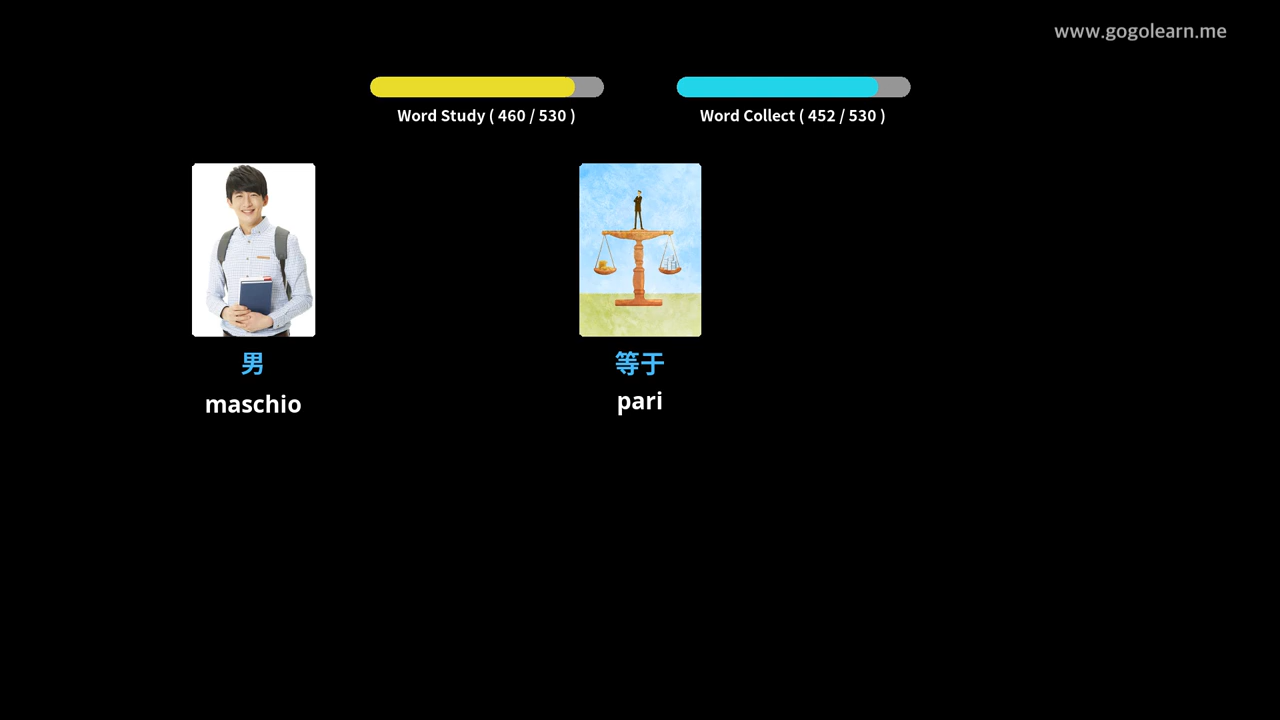 www.gogolearn.me
Word Study ( 460 / 530 )
Word Collect ( 452 / 530 )
男
maschio
等于
pari